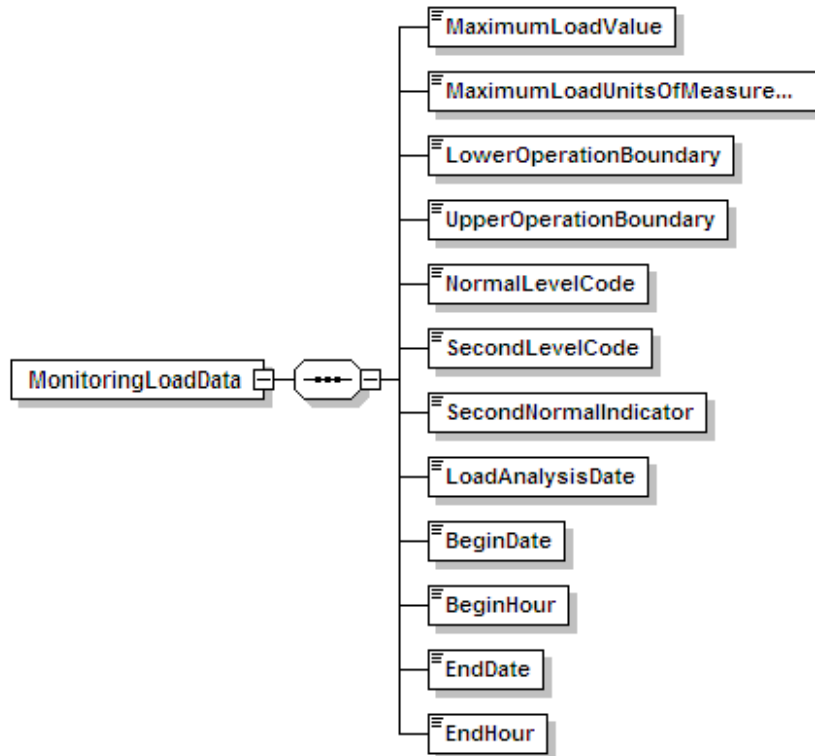 MaximumLoadValue
MaximumLoadUnitsOfMeasure...
LowerOperationBoundary
UpperOperationBoundary
NormalLevelCode
SecondLevelCode
MonitoringLoadData
SecondNormalIndicator
LoadAnalysisDate
BeginDate
BeginHour
EndDate
EndHour